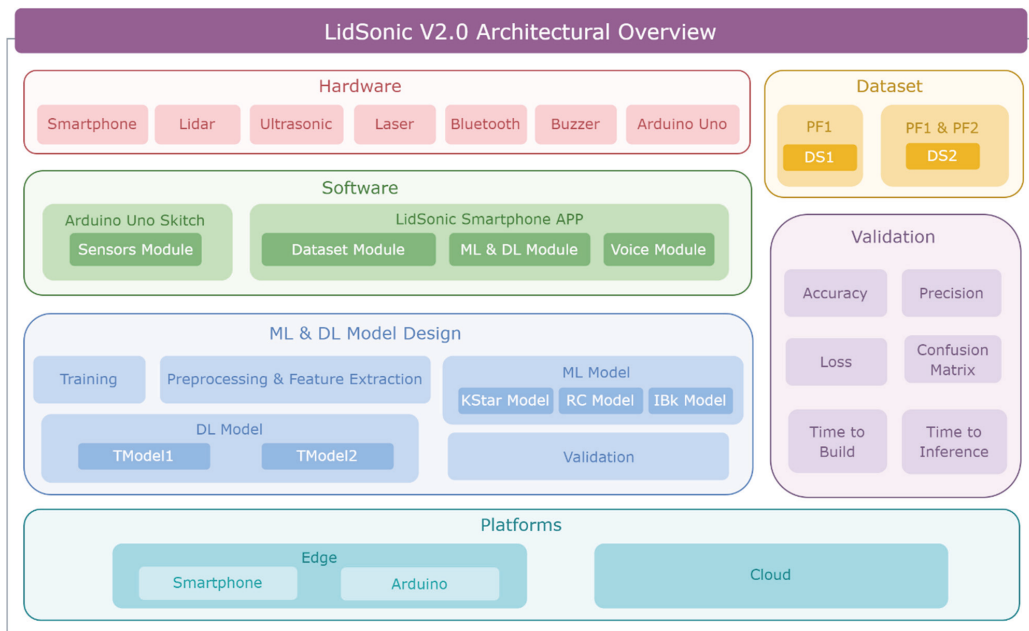 LidSonic V2.0 Architectural Overview
Hardware
Smartphone
Lidar
Ultrasonic
Laser
Bluetooth
Buzzer
Arduino Uno
Dataset
PF1
DS1
PF1 & PF2
DS2
Software
Arduino Uno Skitch
Sensors Module
LidSonic Smartphone APP
Dataset Module
ML & DL Module
Voice Module
Validation
Accuracy
Precision
Loss
Confusion
Matrix
Time to
Build
Time to
Inference
ML & DL Model Design
Training
Preprocessing & Feature Extraction
ML Model
KStar Model
RC Model
IBk Model
DL Model
TModel1
TModel2
Validation
Platforms
Edge
Smartphone
Arduino
Cloud